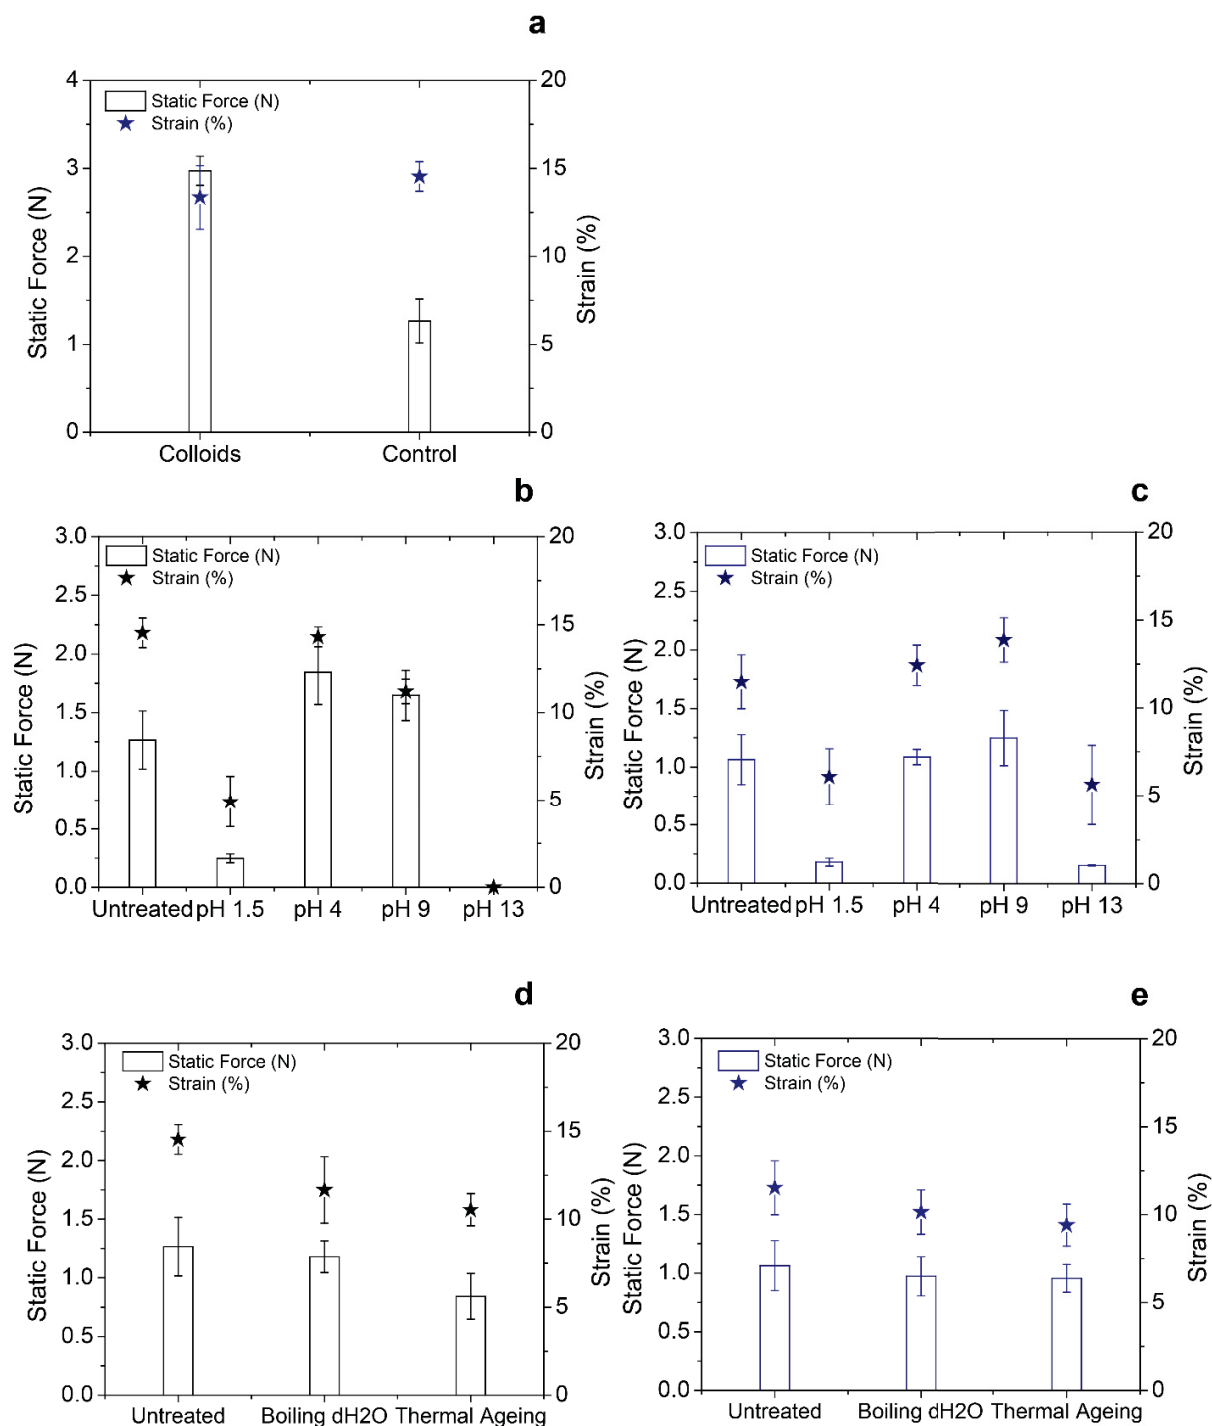 a
4
3
2
1
0
Static Force (N)
Static Force (N)
Strain (%)
20
15
10
5
0
Strain (%)
Colloids Control
b
3.0
2.5
2.0
1.5
1.0
0.5
0.0
Static Force (N)
Static Force (N)
Strain (%)
20
15
10
5
0
Strain (%)
Untreated pH 1.5 pH 4 pH 9 pH 13
c
3.0
2.5
2.0
1.5
1.0
0.5
0.0
Static Force (N)
Static Force (N)
Strain (%)
20
15
10
5
0
Strain (%)
Untreated pH 1.5 pH 4 pH 9 pH 13
d
3.0
2.5
2.0
1.5
1.0
0.5
0.0
Static Force (N)
Static Force (N)
Strain (%)
20
15
10
5
0
Strain (%)
Untreated Boiling dH2O Thermal Ageing
e
3.0
2.5
2.0
1.5
1.0
0.5
0.0
Static Force (N)
Static Force (N)
Strain (%)
20
15
10
5
0
Strain (%)
Untreated Boiling dH2O Thermal Ageing